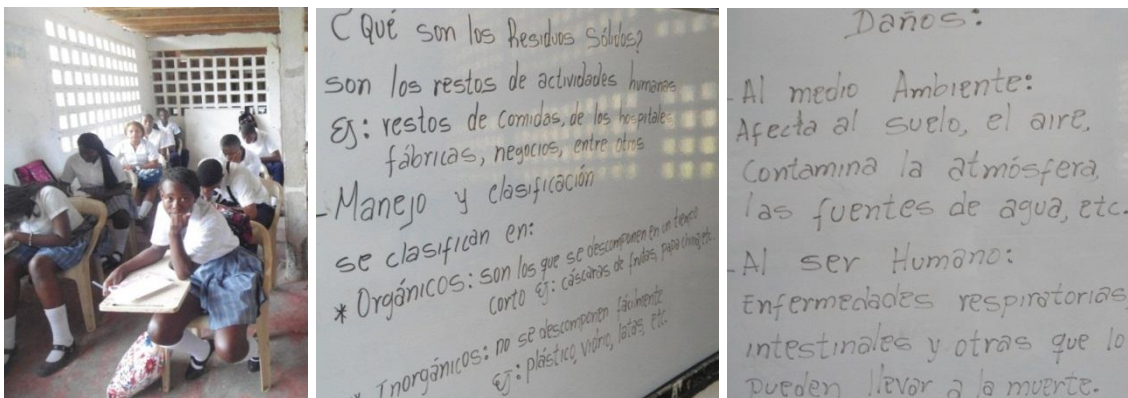 ¿Qué son los Residuos Sólidos?
son los restos de actividades humanas
Ej: restos de comidas, de los hospitales
fábricas, negocios, entre otros
- Manejo y clasificación
se clasifican en:
* Orgánicos: son los que se descomponen en un tiempo
corto ej: cáscaras de frutas, papa china, etc.
* Inorgánicos: no se descomponen fácilmente
ej: plástico, vidrio, latas, etc.
Daños:
- Al medio Ambiente:
Afecta al suelo, el aire,
Contamina la atmósfera,
las fuentes de agua, etc.
- Al ser Humano:
Enfermedades respiratorias,
intestinales y otras que lo
pueden llevar a la muerte.